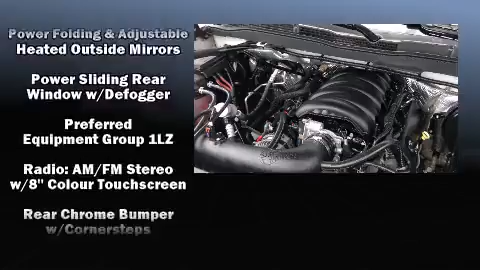 Power Folding & Adjustable
Heated Outside Mirrors
Power Sliding Rear
Window w/Defogger
Preferred
Equipment Group 1LZ
Radio: AM/FM Stereo
w/8" Colour Touchscreen
Rear Chrome Bumper
w/Cornersteps